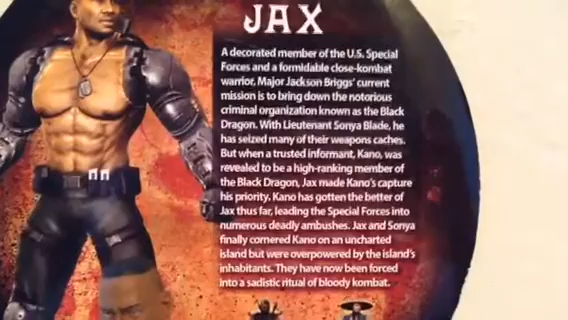 JAX
A decorated member of the U.S. Special
Forces and a formidable close-kombat
warrior, Major Jackson Briggs' current
mission is to bring down the notorious
criminal organization known as the Black
Dragon. With Lieutenant Sonya Blade, he
has seized many of their weapons caches.
But when a trusted informant, Kano, was
revealed to be a high-ranking member of
the Black Dragon, Jax made Kano's capture
his priority. Kano has gotten the better of
Jax thus far, leading the Special Forces into
numerous deadly ambushes. Jax and Sonya
finally cornered Kano on an uncharted
island but were overpowered by the island's
inhabitants. They have now been forced
into a sadistic ritual of bloody kombat.